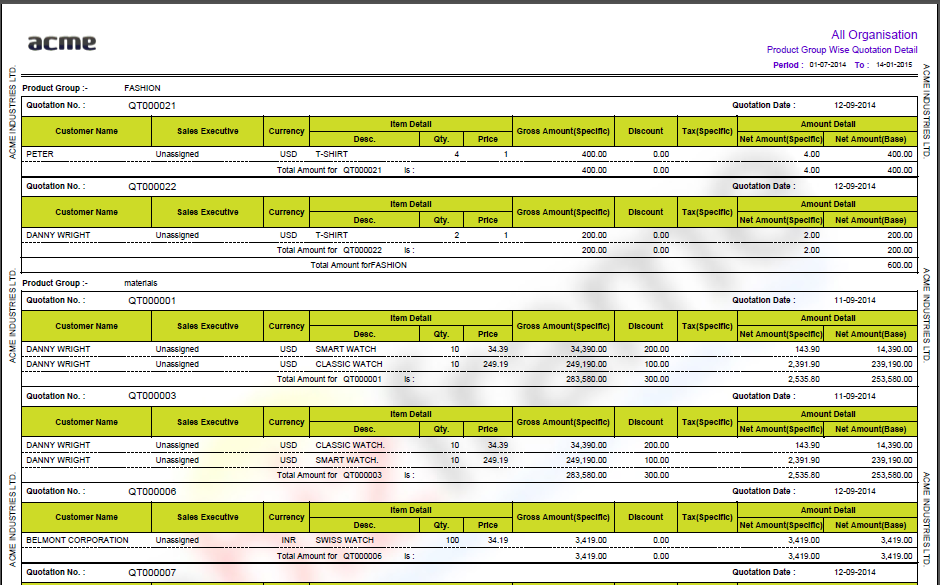 acme
All Organisation
Product Group Wise Quotation Detail
Period : 01-07-2014 To : 14-01-2015
ACME INDUSTRIES LTD.
ACME INDUSTRIES LTD.
Product Group :- FASHION
Quotation No. : QT000021 Quotation Date : 12-09-2014
Customer Name Sales Executive Currency Item Detail Gross Amount(Specific) Discount Tax(Specific) Amount Detail
Desc. Qty. Price Net Amount(Specific) Net Amount(Base)
PETER Unassigned USD T-SHIRT 4 1 400.00 0.00 4.00 400.00
Total Amount for QT000021 Is : 400.00 0.00 4.00 400.00
Quotation No. : QT000022 Quotation Date : 12-09-2014
Customer Name Sales Executive Currency Item Detail Gross Amount(Specific) Discount Tax(Specific) Amount Detail
Desc. Qty. Price Net Amount(Specific) Net Amount(Base)
DANNY WRIGHT Unassigned USD T-SHIRT 2 1 200.00 0.00 2.00 200.00
Total Amount for QT000022 Is : 200.00 0.00 2.00 200.00
Total Amount forFASHION 600.00
ACME INDUSTRIES LTD.
ACME INDUSTRIES LTD.
Product Group :- materials
Quotation No. : QT000001 Quotation Date : 11-09-2014
Customer Name Sales Executive Currency Item Detail Gross Amount(Specific) Discount Tax(Specific) Amount Detail
Desc. Qty. Price Net Amount(Specific) Net Amount(Base)
DANNY WRIGHT Unassigned USD SMART WATCH 10 34.39 34,390.00 200.00 143.90 14,390.00
DANNY WRIGHT Unassigned USD CLASSIC WATCH 10 249.19 249,190.00 100.00 2,391.90 239,190.00
Total Amount for QT000001 Is : 283,580.00 300.00 2,535.80 253,580.00
Quotation No. : QT000003 Quotation Date : 11-09-2014
Customer Name Sales Executive Currency Item Detail Gross Amount(Specific) Discount Tax(Specific) Amount Detail
Desc. Qty. Price Net Amount(Specific) Net Amount(Base)
DANNY WRIGHT Unassigned USD CLASSIC WATCH. 10 34.39 34,390.00 200.00 143.90 14,390.00
DANNY WRIGHT Unassigned USD SMART WATCH. 10 249.19 249,190.00 100.00 2,391.90 239,190.00
Total Amount for QT000003 Is : 283,580.00 300.00 2,535.80 253,580.00
ACME INDUSTRIES LTD.
ACME INDUSTRIES LTD.
Quotation No. : QT000006 Quotation Date : 12-09-2014
Customer Name Sales Executive Currency Item Detail Gross Amount(Specific) Discount Tax(Specific) Amount Detail
Desc. Qty. Price Net Amount(Specific) Net Amount(Base)
BELMONT CORPORATION Unassigned INR SWISS WATCH 100 34.19 3,419.00 0.00 3,419.00 3,419.00
Total Amount for QT000006 Is : 3,419.00 0.00 3,419.00 3,419.00
Quotation No. : QT000007 Quotation Date : 12-09-2014